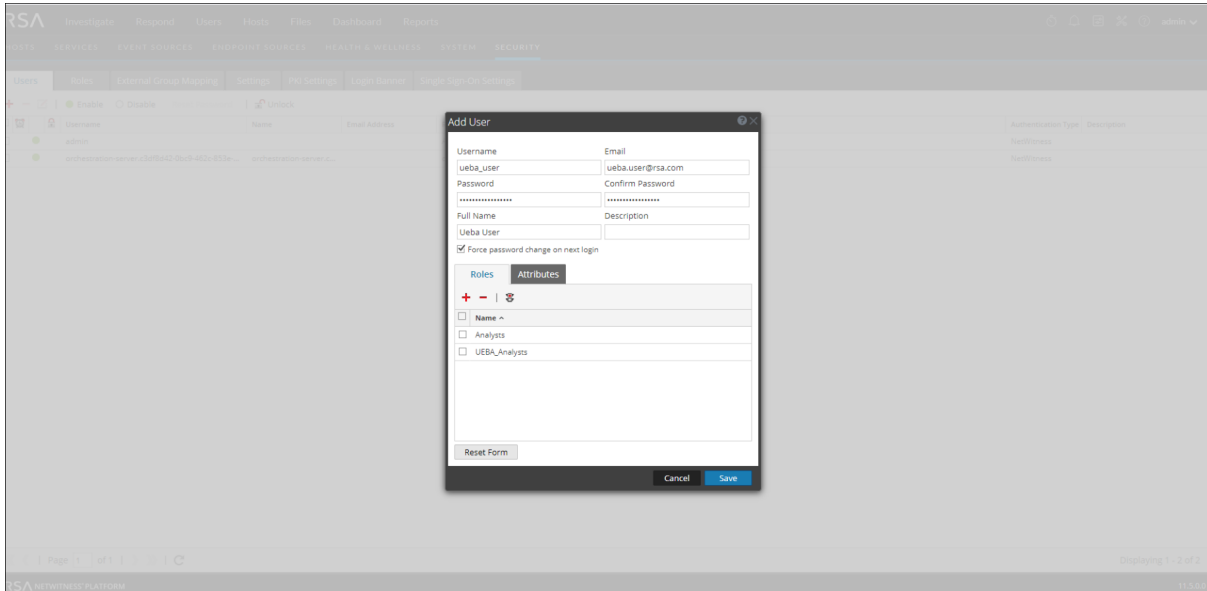 RSA Investigate Respond Users Hosts Files Dashboard Reports admin
HOSTS SERVICES EVENT SOURCES ENDPOINT SOURCES HEALTH & WELLNESS SYSTEM SECURITY
Users Roles External Group Mapping Settings PKI Settings Login Banner Single Sign-On Settings
Enable Disable Unlock
Username Name Email Address Authentication Type Description
admin NetWitness
NetWitness
Add User
Username Email
ueba_user ueba.user@rsa.com
Password Confirm Password
Full Name Description
Ueba User
Force password change on next login
Roles Attributes
Name
Analysts
UEBA_Analysts
Reset Form
Cancel Save
Page 1 of 1 Displaying 1 - 2 of 2
RSA NETWITNESS PLATFORM 11.5.0.0